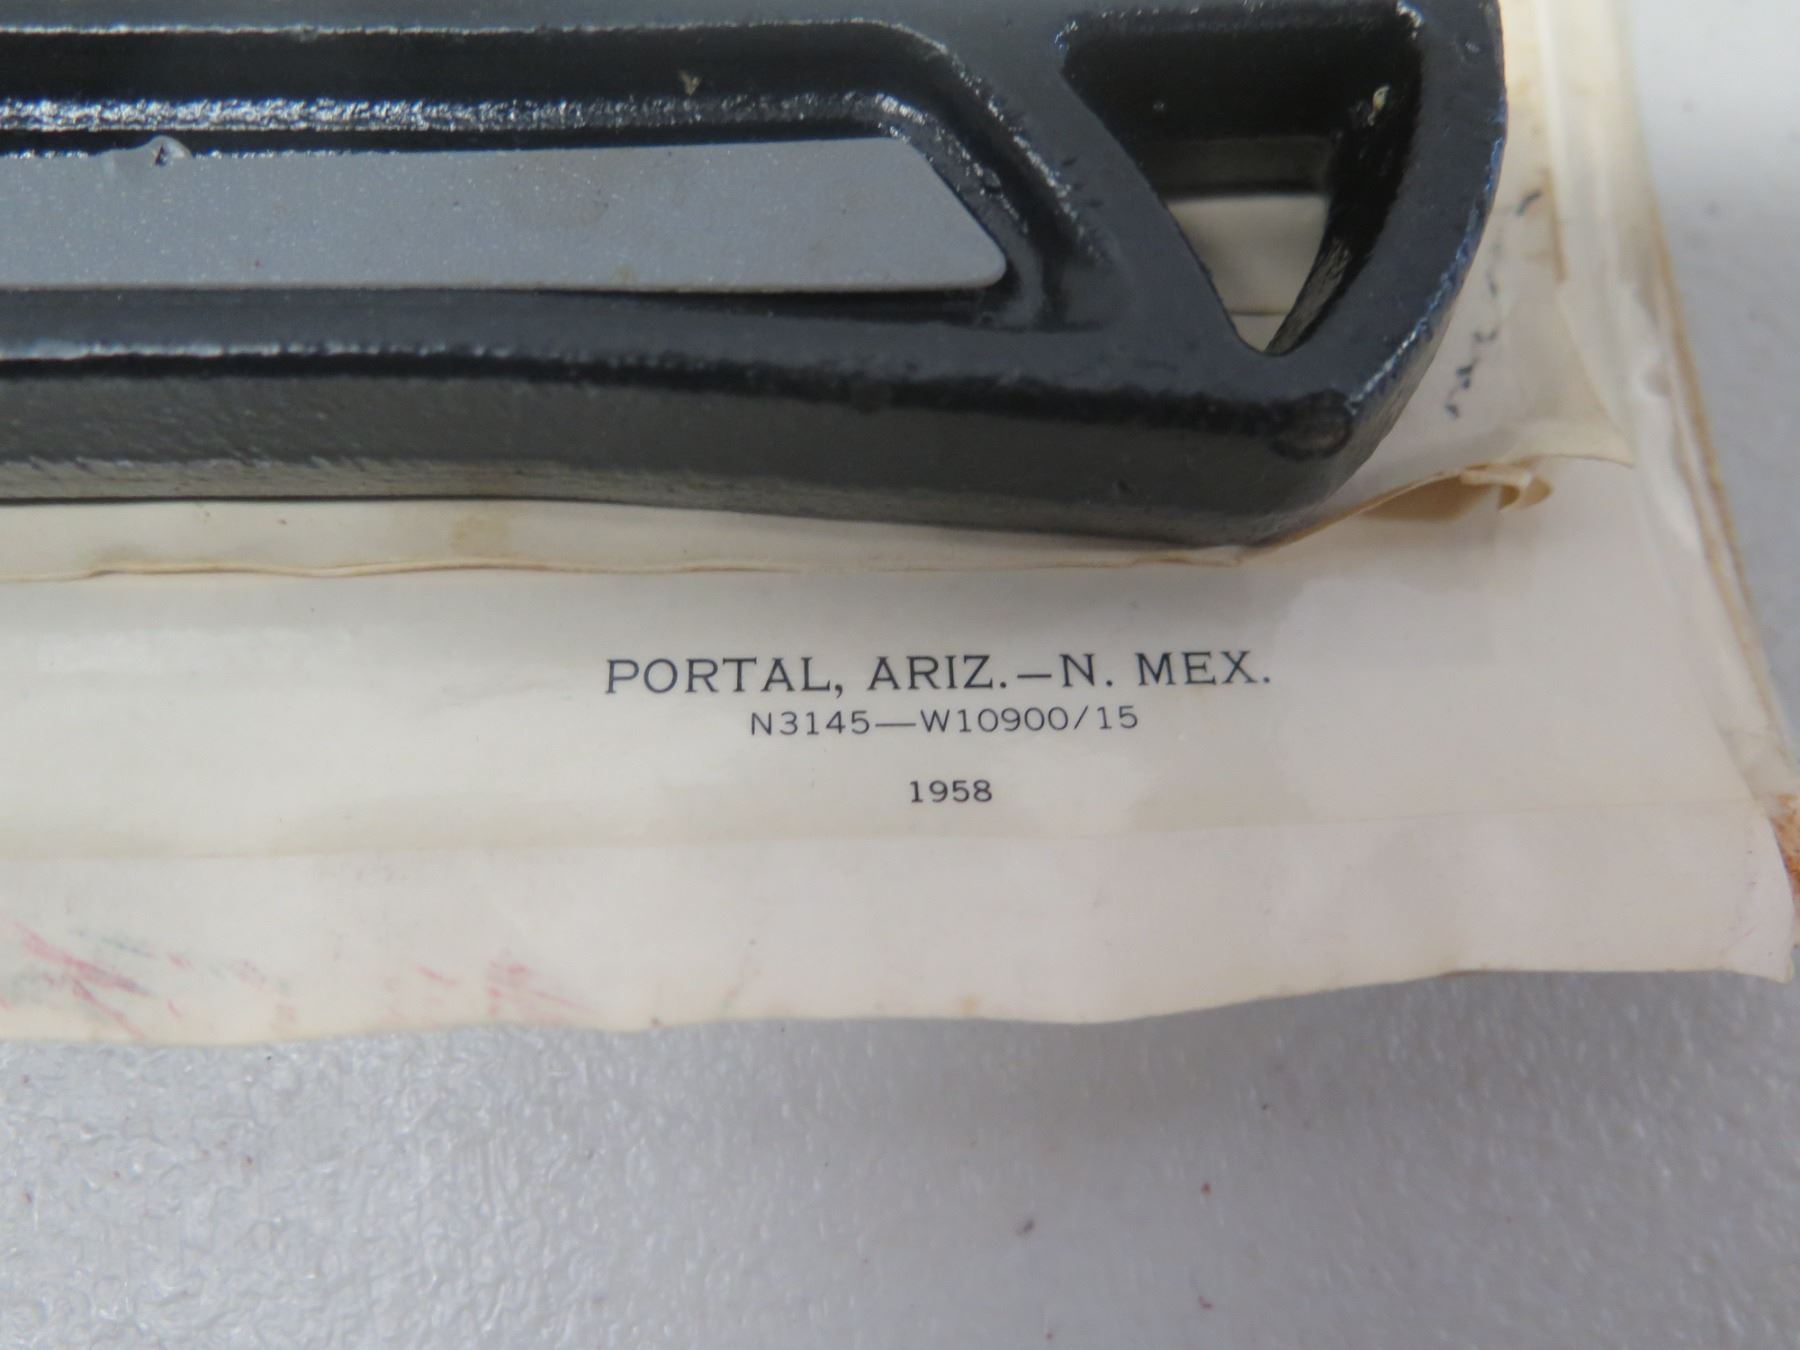 PORTAL, ARIZ.—N. MEX.
N3145—W10900/15
1958